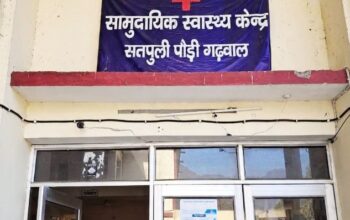 सामुदायिक स्वास्थ्य केन्द्र
सतपुली पौड़ी गढ़वाल